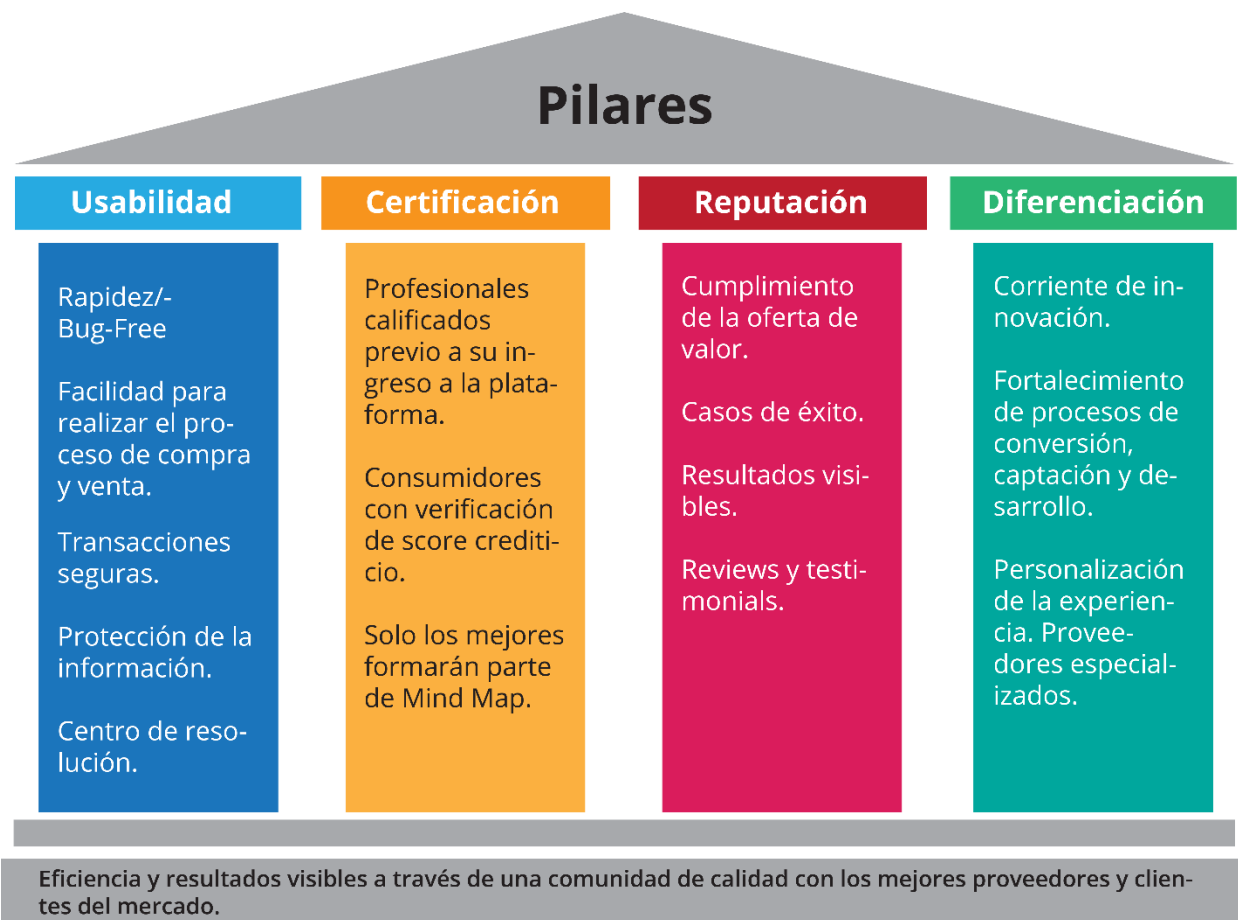 Pilares
Usabilidad
Rapidez/-
Bug-Free
Facilidad para
realizar el pro-
ceso de compra
y venta.
Transacciones
seguras.
Protección de la
información.
Centro de reso-
lución.
Certificación
Profesionales
calificados
previo a su in-
greso a la plata-
forma.
Consumidores
con verificación
de score crediti-
cio.
Solo los mejores
formarán parte
de Mind Map.
Reputación
Cumplimiento
de la oferta de
valor.
Casos de éxito.
Resultados visi-
bles.
Reviews y testi-
monials.
Diferenciación
Corriente de in-
novación.
Fortalecimiento
de procesos de
conversión,
captación y de-
sarrollo.
Personalización
de la experien-
cia. Provee-
dores especial-
izados.
Eficiencia y resultados visibles a través de una comunidad de calidad con los mejores proveedores y clien-
tes del mercado.